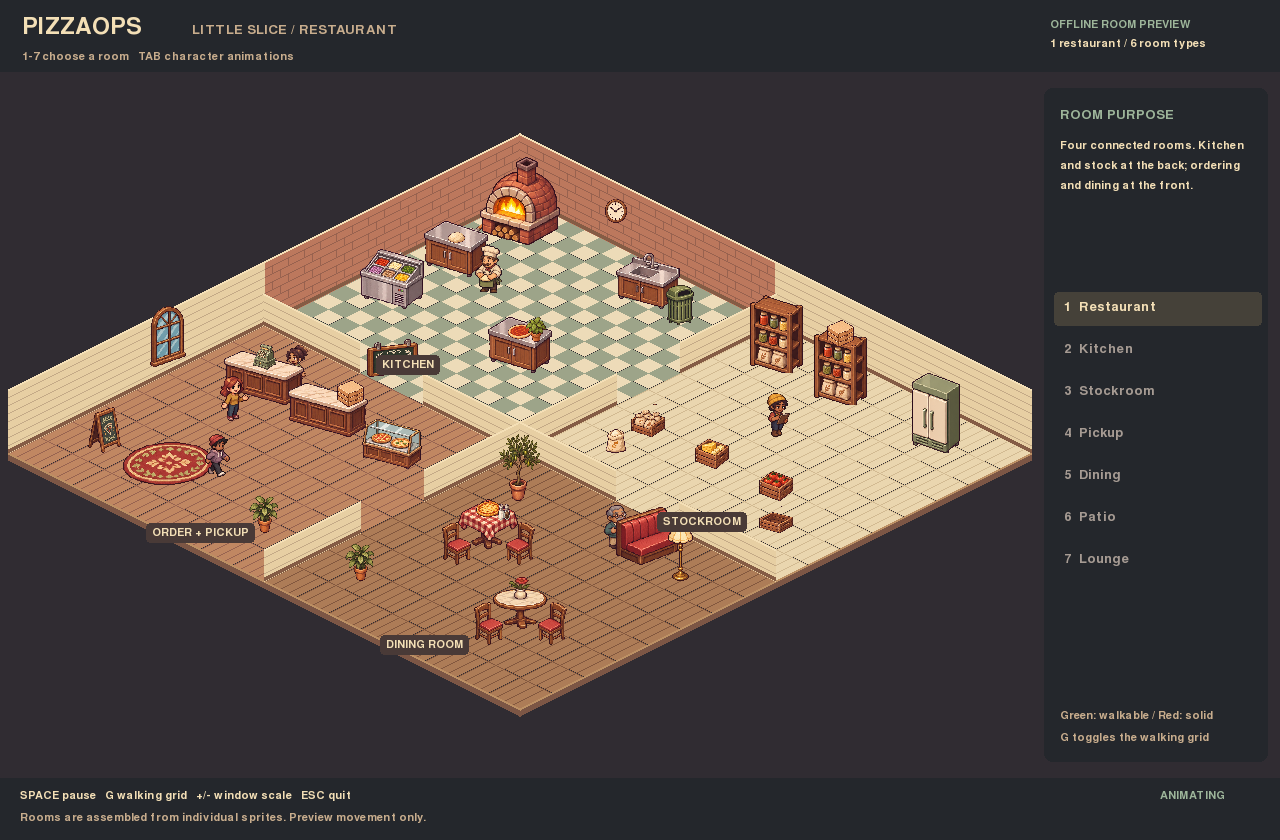 PIZZAOPS
LITTLE SLICE / RESTAURANT
1-7 choose a room TAB character animations
OFFLINE ROOM PREVIEW
1 restaurant / 6 room types
ROOM PURPOSE
Four connected rooms. Kitchen
and stock at the back; ordering
and dining at the front.
1 Restaurant
2 Kitchen
3 Stockroom
4 Pickup
5 Dining
6 Patio
7 Lounge
KITCHEN
STOCKROOM
ORDER + PICKUP
DINING ROOM
Green: walkable / Red: solid
G toggles the walking grid
SPACE pause G walking grid +/- window scale ESC quit
ANIMATING
Rooms are assembled from individual sprites. Preview movement only.